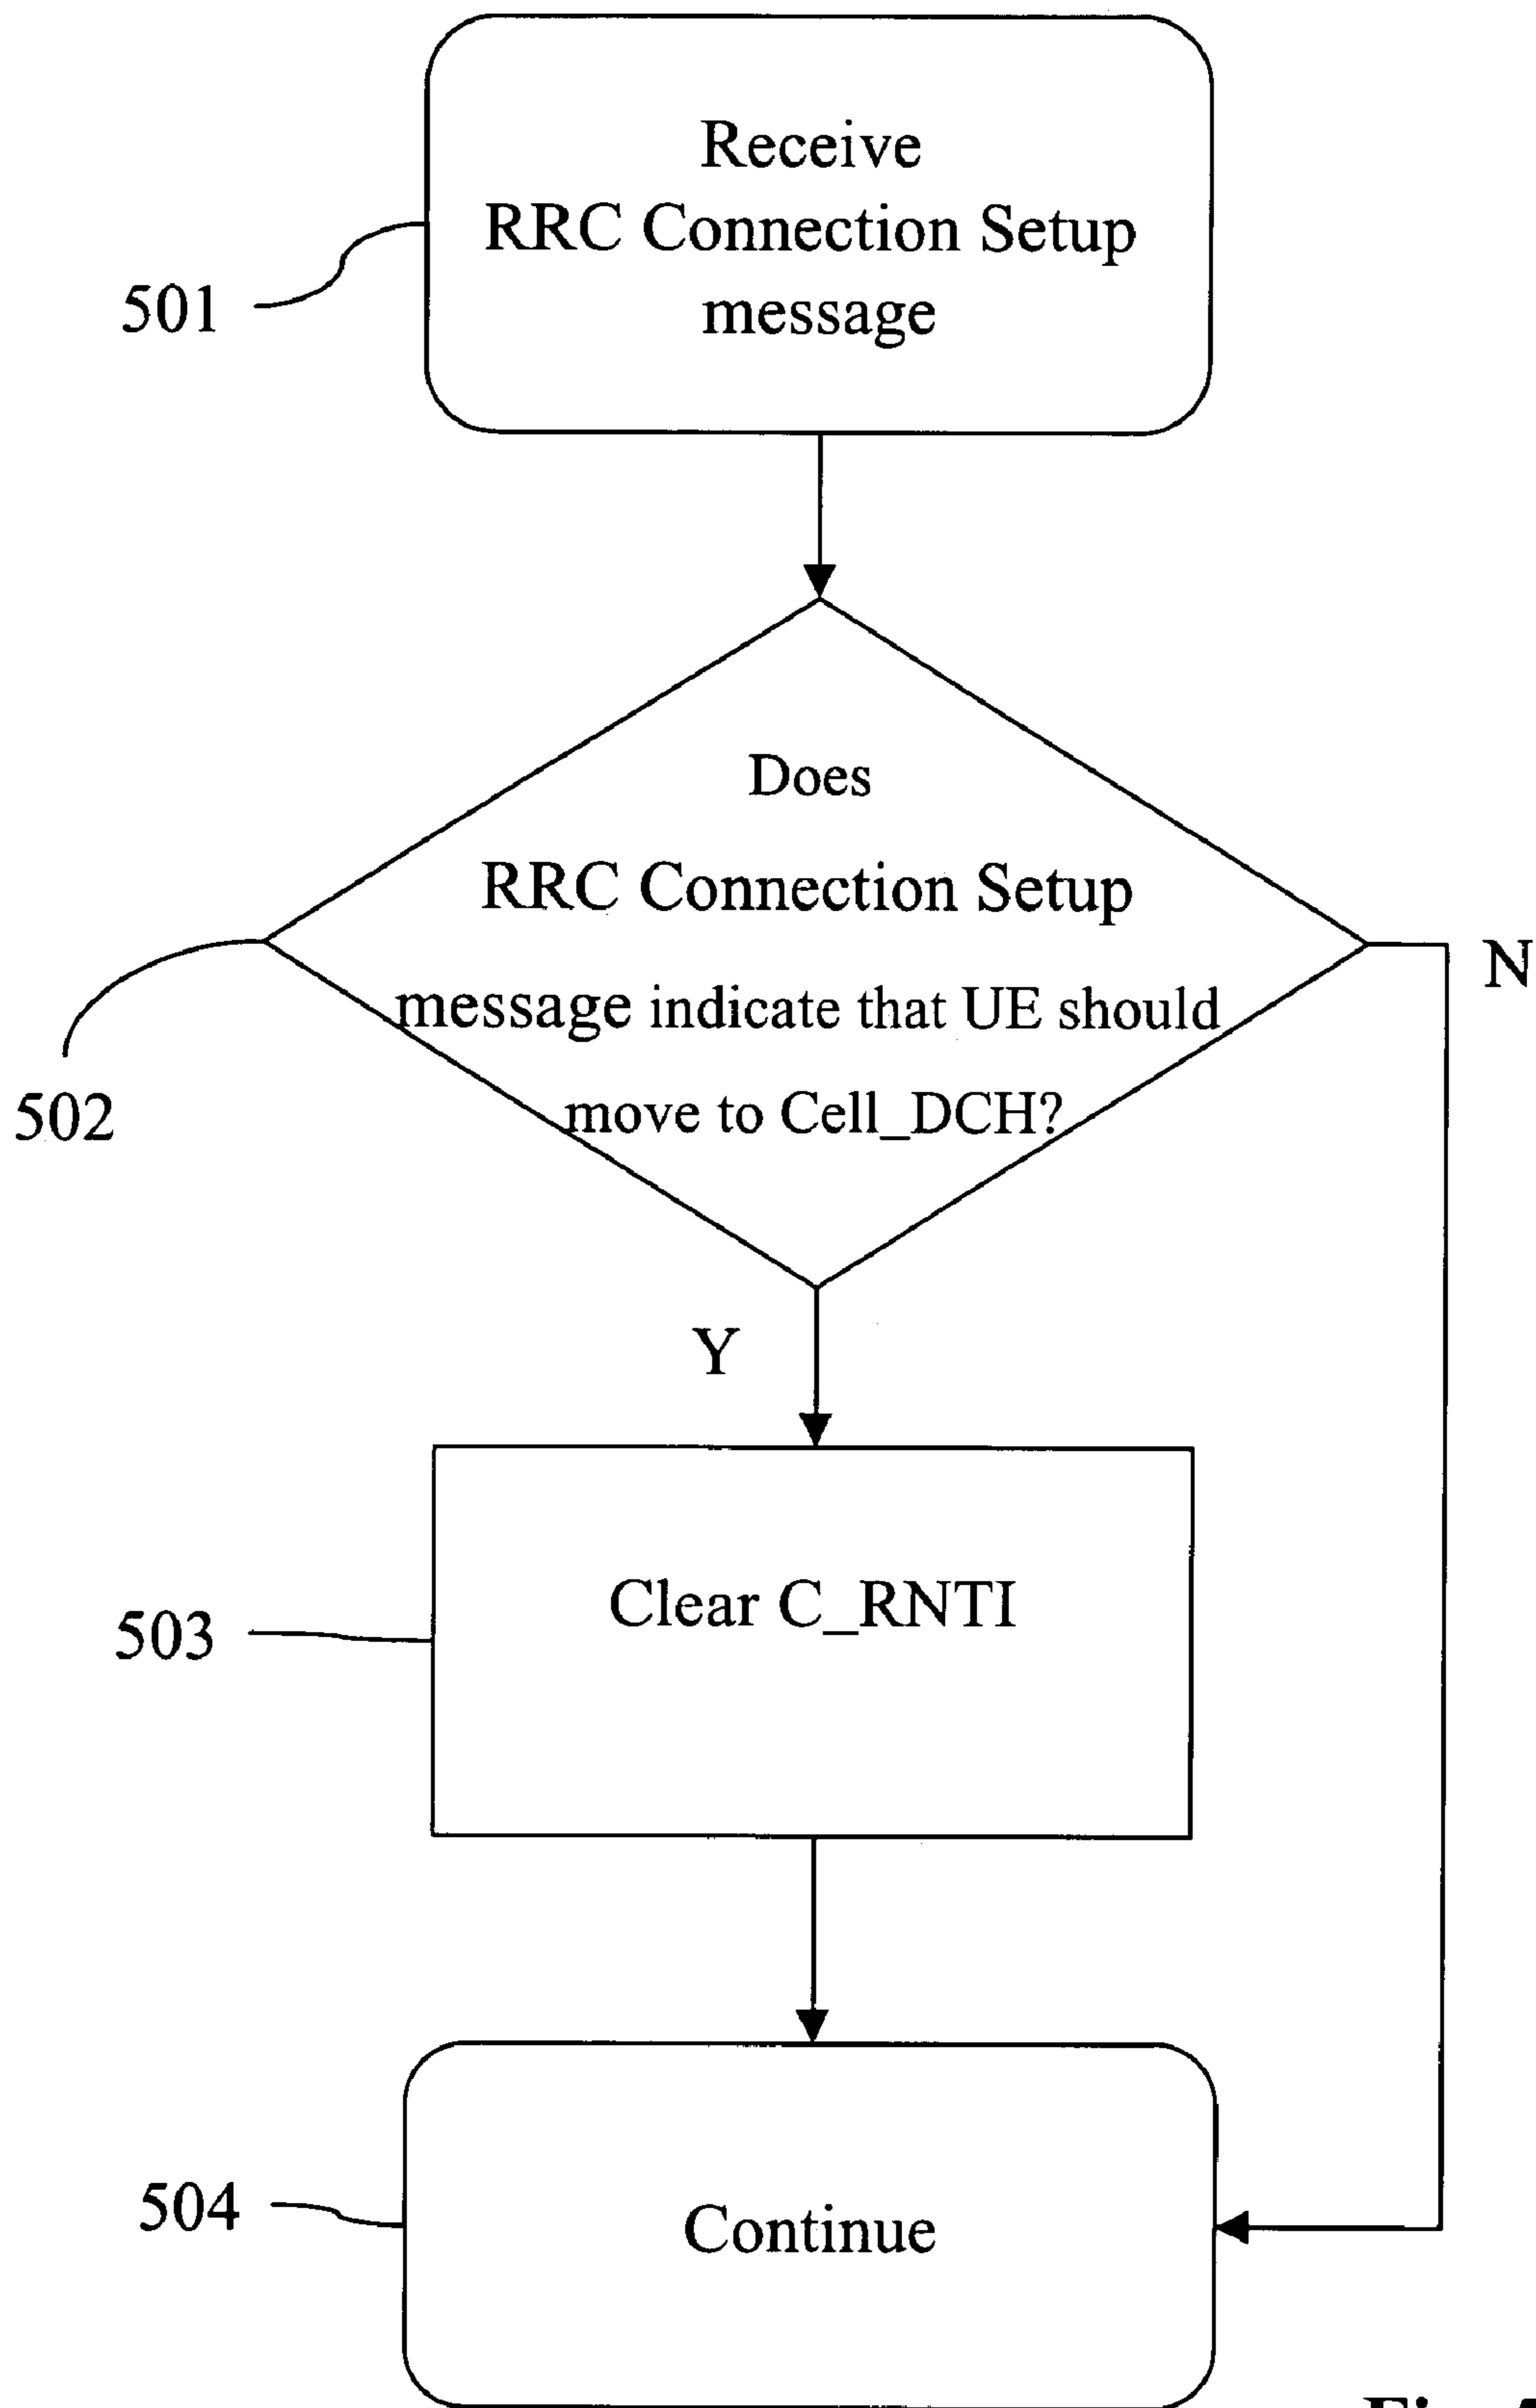 Receive
RRC Connection Setup
message
501
Does
RRC Connection Setup
message indicate that UE should
move to Cell_DCH?
N
502
Y
Clear C_RNTI
503
504
Continue